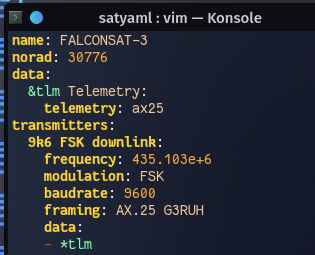 satyaml : vim — Konsole
name: FALCONSAT-3
norad: 30776
data:
  &tlm Telemetry:
    telemetry: ax25
transmitters:
  9k6 FSK downlink:
    frequency: 435.103e+6
    modulation: FSK
    baudrate: 9600
    framing: AX.25 G3RUH
    data:
    - *tlm